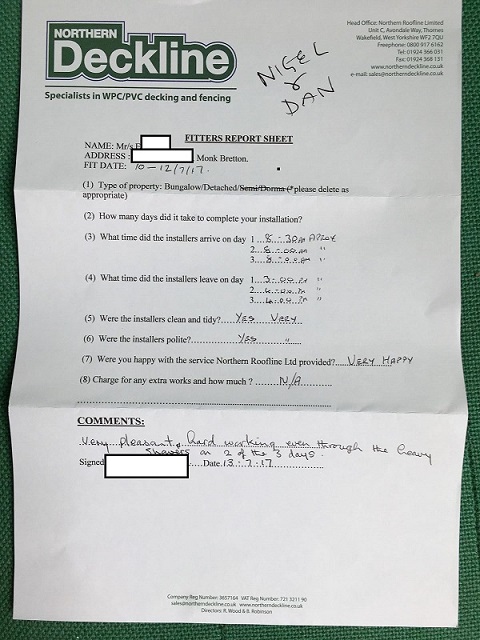 NORTHERN
Deckline
Specialists in WPC/PVC decking and fencing
Head Office: Northern Roofline Limited
Unit C, Avondale Way, Thornes
Wakefield, West Yorkshire WF2 7QU
Freephone: 0800 917 6162
Tel: 01924 366 031
Fax: 01924 368 131
www.northerndeckline.co.uk
e-mail: sales@northerndeckline.co.uk
NIGEL
&
DAN
FITTERS REPORT SHEET
NAME: Mr/s
ADDRESS : Monk Bretton.
FIT DATE: 10-12/7/17.
(1) Type of property: Bungalow/Detached/Semi/Dorma (*please delete as
appropriate)
(2) How many days did it take to complete your installation?
(3) What time did the installers arrive on day 1 8-30am APROX
2 8-00am "
3 8-00am "
(4) What time did the installers leave on day 1 3-00 Pm "
2 Pm "
3 Pm "
(5) Were the installers clean and tidy? YES VERY
(6) Were the installers polite? YES "
(7) Were you happy with the service Northern Roofline Ltd provided? VERY HAPPY
(8) Charge for any extra works and how much ? N/A
COMMENTS:
Very pleasant, hard working even through the heavy
showers on 2 of the 3 days.
Signed Date 13-7-17
Company Reg Number: 3657104 VAT Reg Number: 721 3211 90
sales@northerndeckline.co.uk www.northerndeckline.co.uk
Directors: R. Wood & B. Robinson